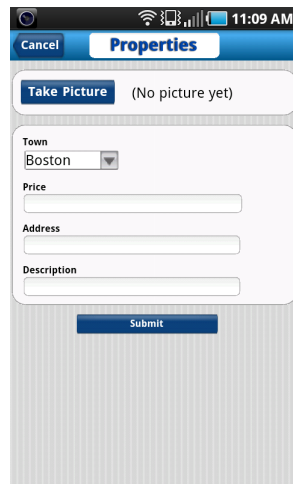 11:09 AM
Cancel
Properties
Take Picture
(No picture yet)
Town
Boston
Price
Address
Description
Submit